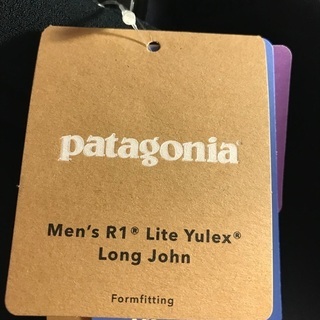 patagonia
Men's R1® Lite Yulex®
Long John
Formfitting